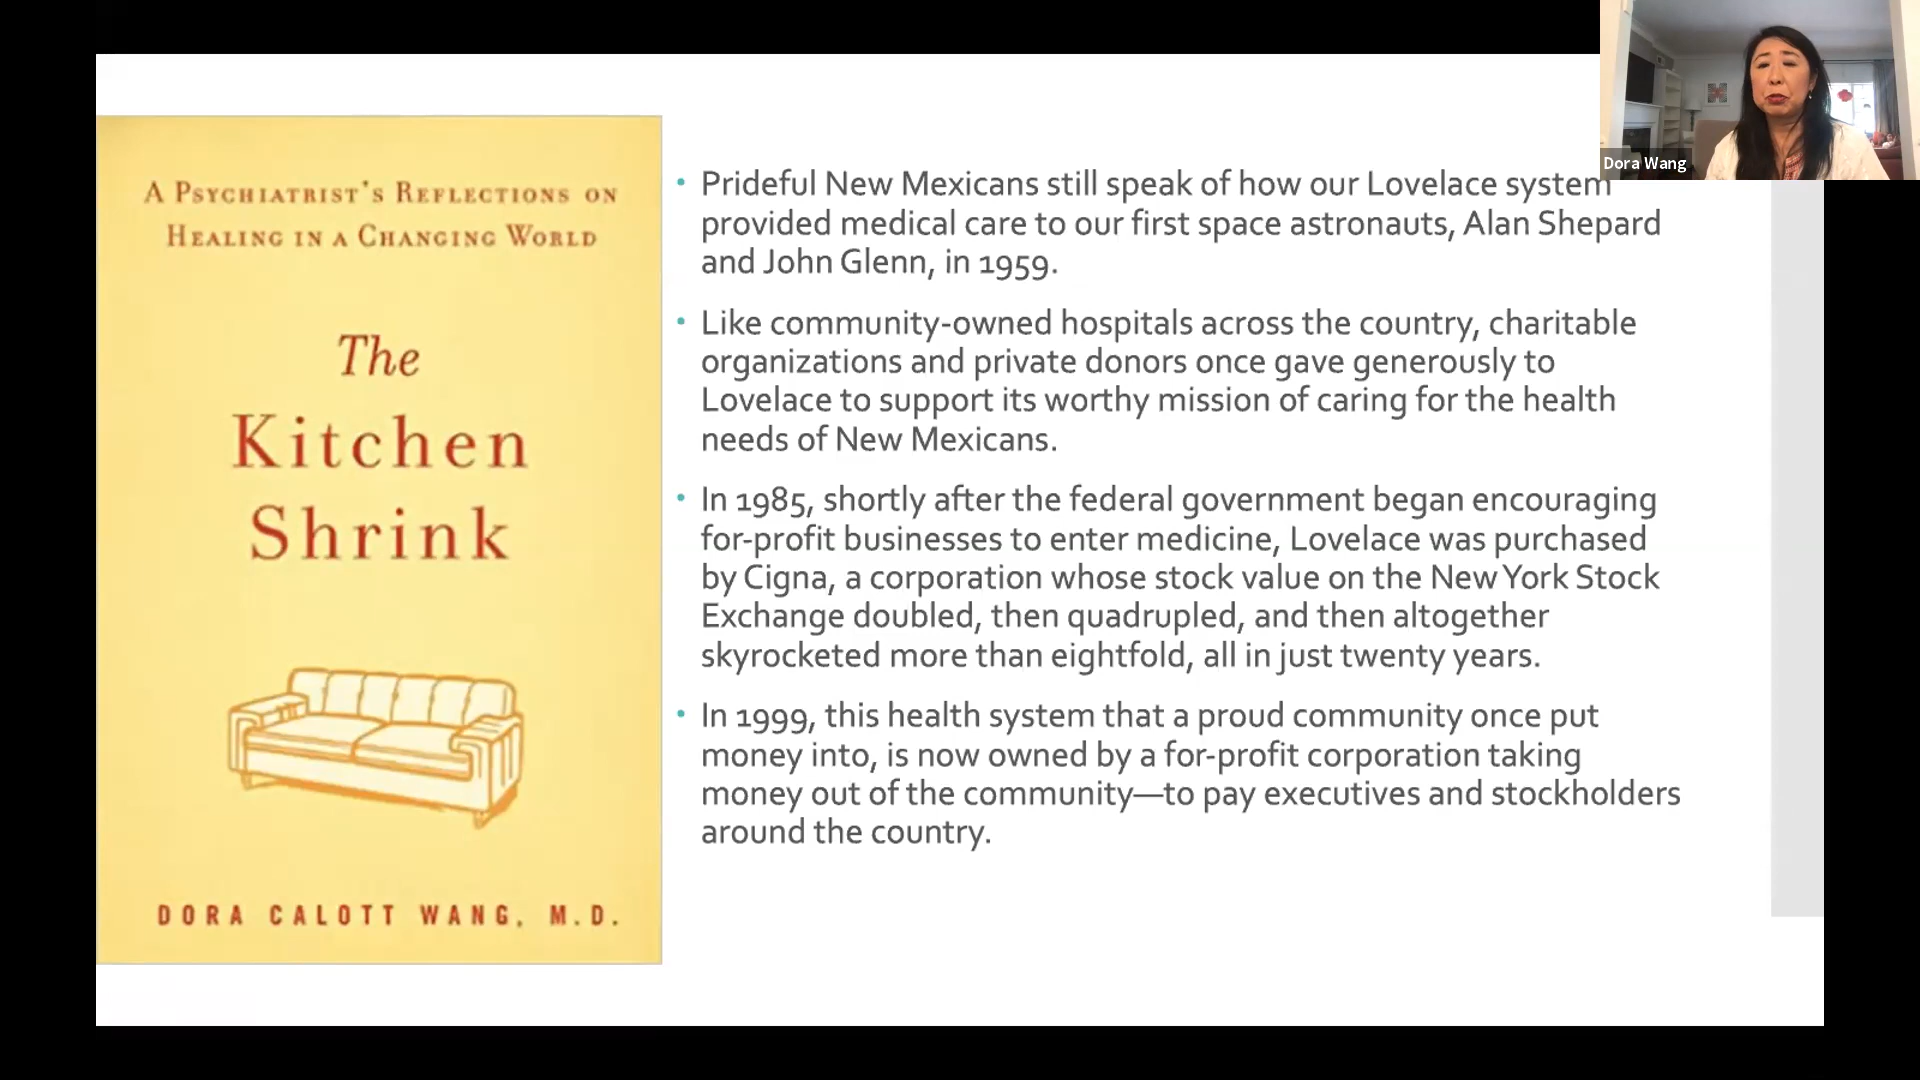 A Psychiatrist's Reflections on
Healing in a Changing World
The
Kitchen
Shrink
DORA CALOTT WANG, M.D.
• Prideful New Mexicans still speak of how our Lovelace system
provided medical care to our first space astronauts, Alan Shepard
and John Glenn, in 1959.
• Like community-owned hospitals across the country, charitable
organizations and private donors once gave generously to
Lovelace to support its worthy mission of caring for the health
needs of New Mexicans.
• In 1985, shortly after the federal government began encouraging
for-profit businesses to enter medicine, Lovelace was purchased
by Cigna, a corporation whose stock value on the New York Stock
Exchange doubled, then quadrupled, and then altogether
skyrocketed more than eightfold, all in just twenty years.
• In 1999, this health system that a proud community once put
money into, is now owned by a for-profit corporation taking
money out of the community—to pay executives and stockholders
around the country.
Dora Wang